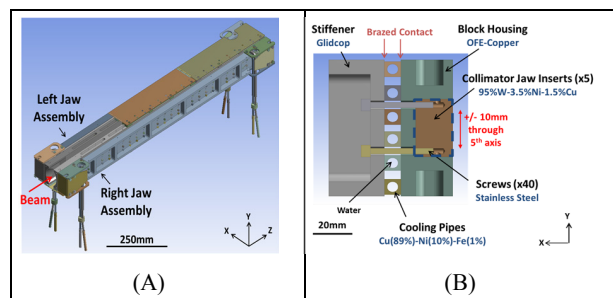 Left Jaw
Assembly
Beam
Right Jaw
Assembly
250mm
Y
X
Z
(A)
Stiffener
Glidcop
Brazed Contact
Block Housing
OFE-Copper
Collimator Jaw Inserts (x5)
95%W-3.5%Ni-1.5%Cu
+/- 10mm
through
5th axis
Screws (x40)
Stainless Steel
Water
Cooling Pipes
Cu(89%)-Ni(10%)-Fe(1%)
20mm
Y
X
(B)